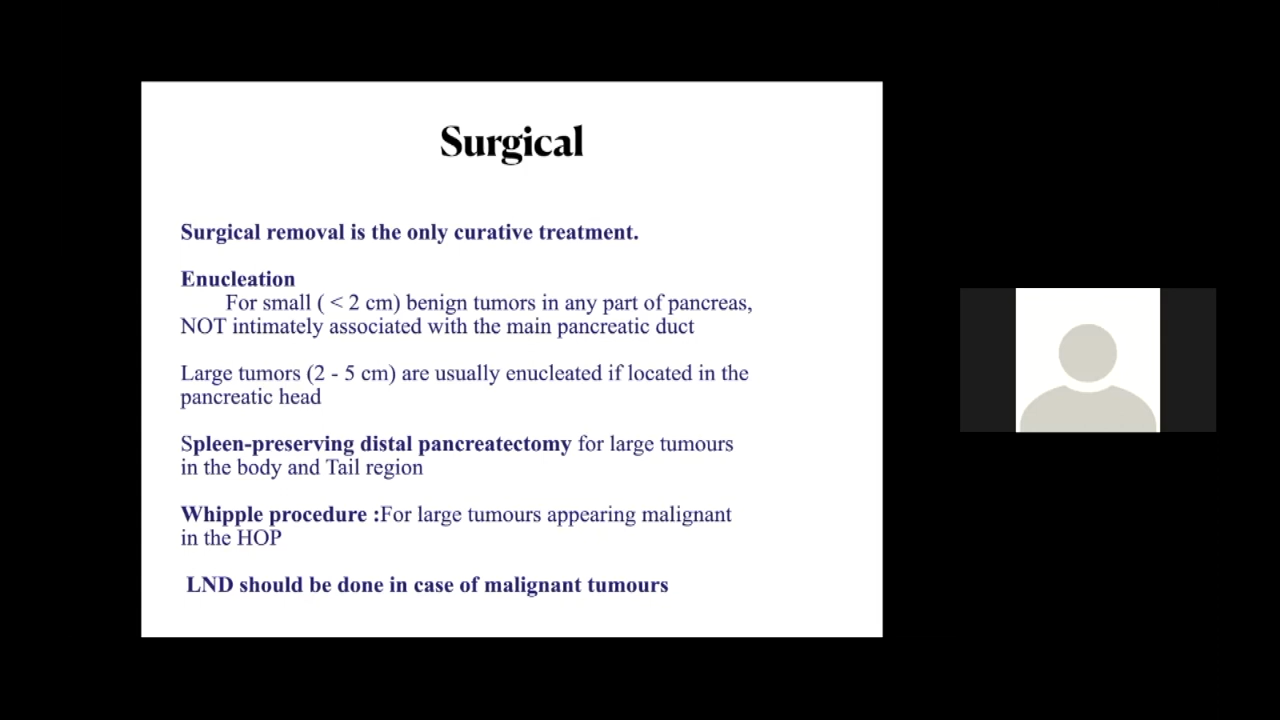 Surgical
Surgical removal is the only curative treatment.
Enucleation
For small ( < 2 cm) benign tumors in any part of pancreas,
NOT intimately associated with the main pancreatic duct
Large tumors (2 - 5 cm) are usually enucleated if located in the
pancreatic head
Spleen-preserving distal pancreatectomy for large tumours
in the body and Tail region
Whipple procedure :For large tumours appearing malignant
in the HOP
LND should be done in case of malignant tumours